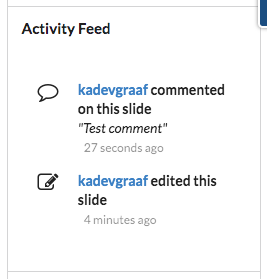 Activity Feed
kadevgraaf commented
on this slide
"Test comment"
27 seconds ago
kadevgraaf edited this
slide
4 minutes ago